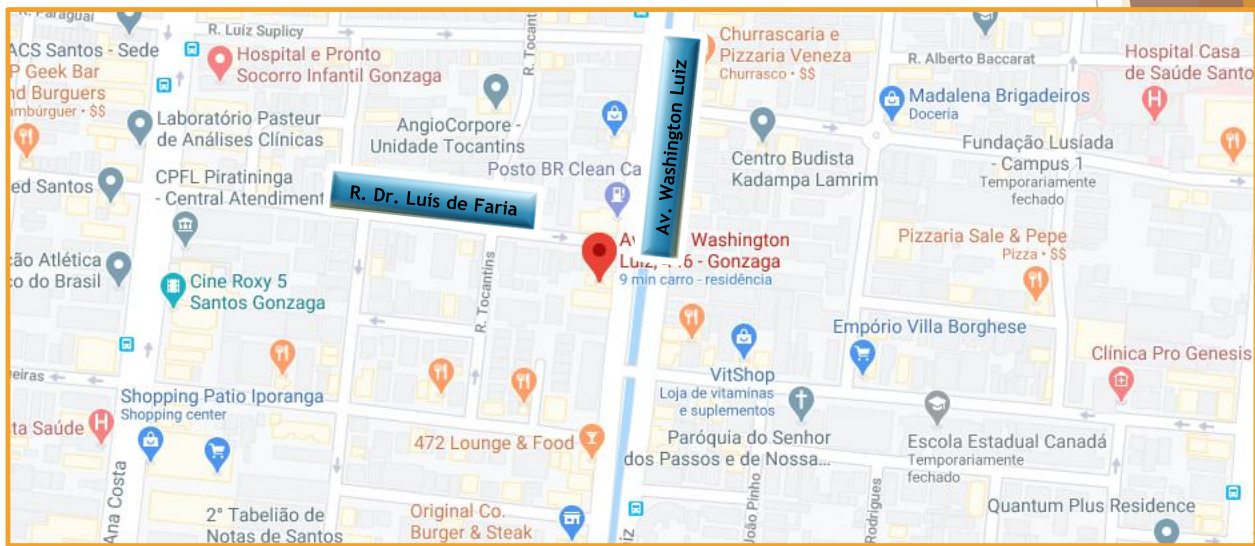 R. Paraguai
R. Luíz Suplicy
ACS Santos - Sede
P Geek Bar
nd Burguers
ambúrguer • $$
Hospital e Pronto
Socorro Infantil Gonzaga
R. Tocant
Av. Washington Luiz
Churrascaria e
Pizzaria Veneza
Churrasco • $$
R. Alberto Baccarat
Hospital Casa
de Saúde Santo
Madalena Brigadeiros
Doceria
Laboratório Pasteur
de Análises Clínicas
AngioCorpore -
Unidade Tocantins
Posto BR Clean Ca
Centro Budista
Kadampa Lamrim
Fundação Lusíada
- Campus 1
Temporariamente
fechado
ed Santos
CPFL Piratininga
- Central Atendiment
R. Dr. Luís de Faria
Av Washington
Luiz, 446 - Gonzaga
9 min carro - residência
Pizzaria Sale & Pepe
Pizza • $$
ção Atlética
o do Brasil
Cine Roxy 5
Santos Gonzaga
R. Tocantins
Empório Villa Borghese
Clínica Pro Genesis
VitShop
Loja de vitaminas
e suplementos
eiras
Shopping Patio Iporanga
Shopping center
ta Saúde
472 Lounge & Food
Paróquia do Senhor
dos Passos e de Nossa...
Escola Estadual Canadá
Temporariamente
fechado
Ana Costa
2° Tabelião de
Notas de Santos
Original Co.
Burger & Steak
iz
João Pinho
Rodrigues
Quantum Plus Residence